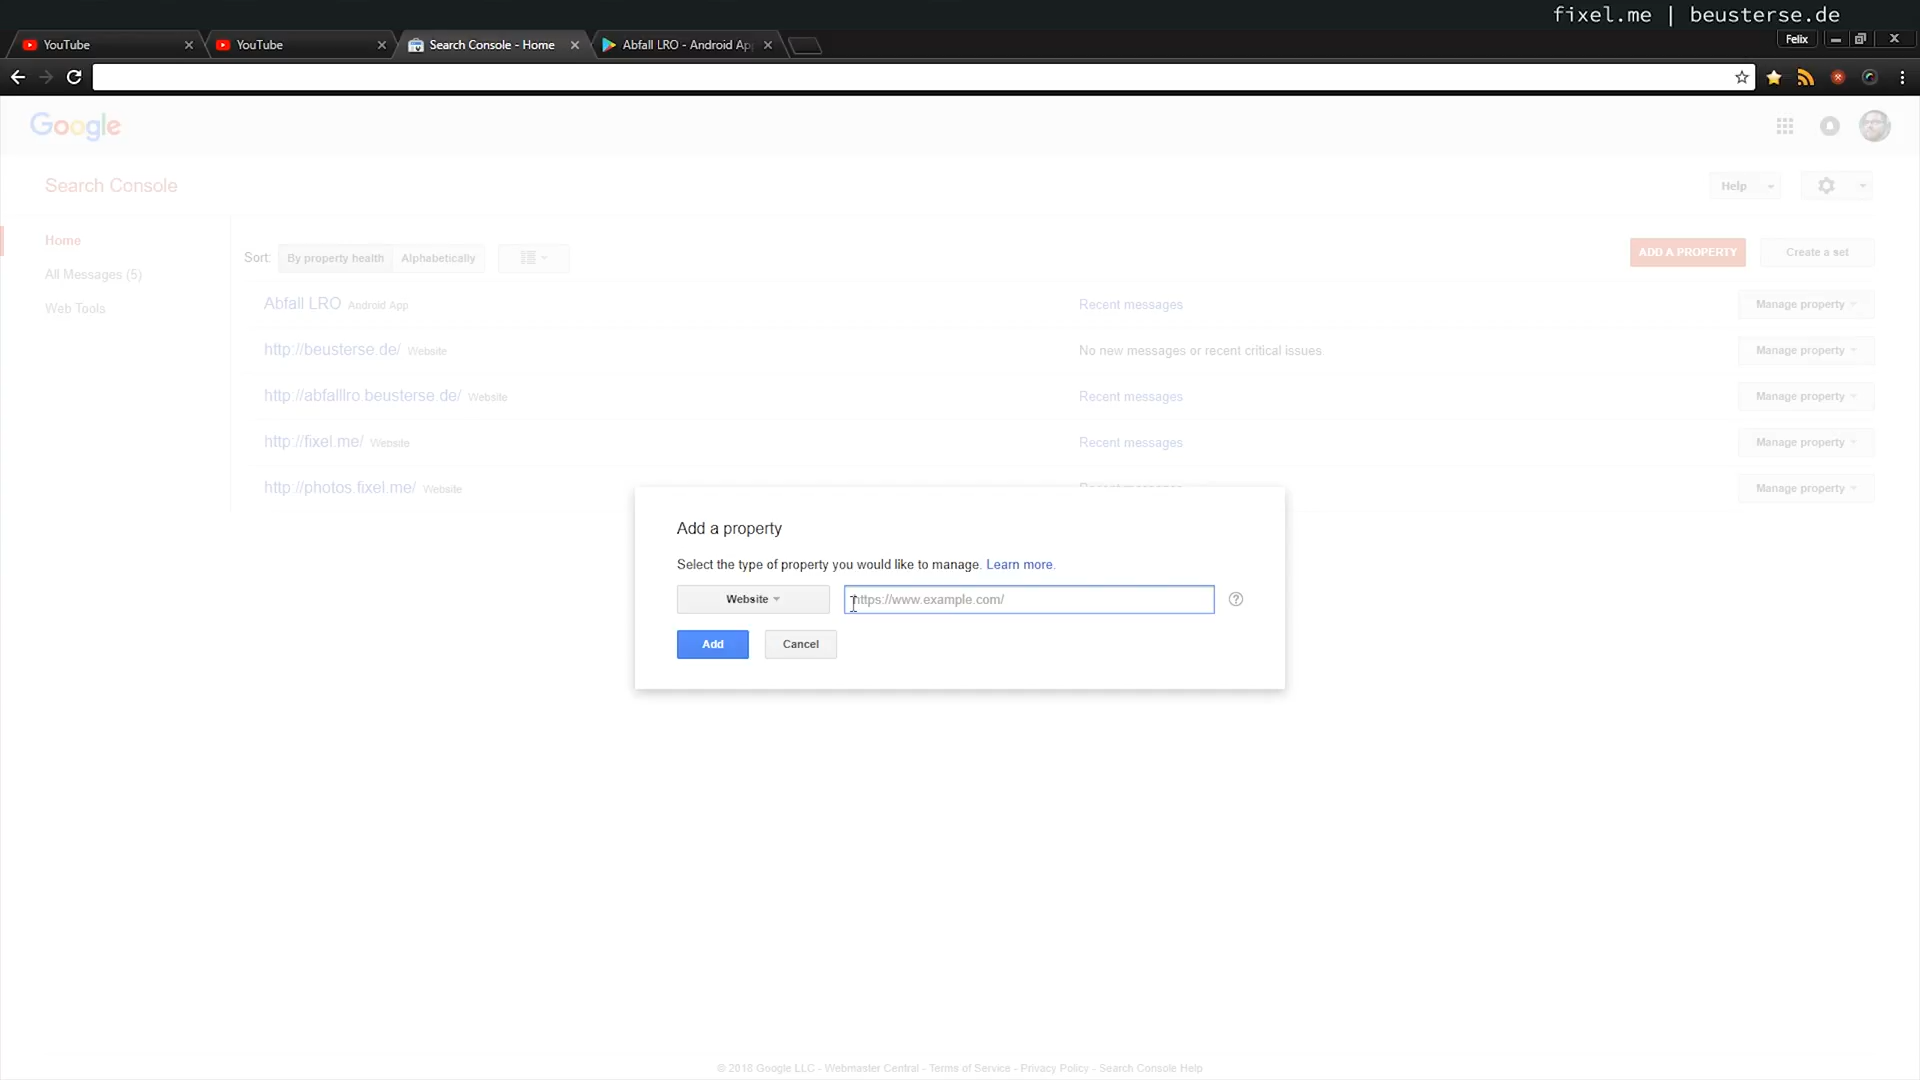 fixel.me | beusterse.de
YouTube
YouTube
Search Console - Home
Abfall LRO - Android Ap
Felix
Google
Search Console
Help
Home
All Messages (5)
Web Tools
Sort:
By property health
Alphabetically
ADD A PROPERTY
Create a set
Abfall LRO Android App
Recent messages
Manage property
http://beusterse.de/ Website
No new messages or recent critical issues
Manage property
http://abfalllro.beusterse.de/ Website
Recent messages
Manage property
http://fixel.me/ Website
Recent messages
Manage property
http://photos.fixel.me/ Website
Recent messages
Manage property
Add a property
Select the type of property you would like to manage. Learn more.
Website
https://www.example.com/
Add
Cancel
© 2018 Google LLC - Webmaster Central - Terms of Service - Privacy Policy - Search Console Help